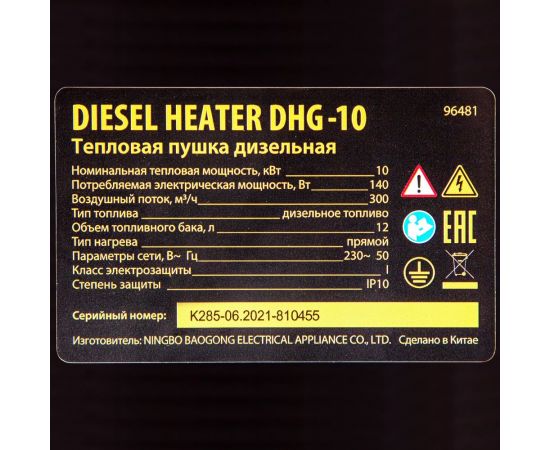 DIESEL HEATER DHG-10 96481
Тепловая пушка дизельная
Номинальная тепловая мощность, кВт 10
Потребляемая электрическая мощность, Вт 140
Воздушный поток, м³/ч 300
Тип топлива дизельное топливо
Объем топливного бака, л 12
Тип нагрева прямой
Параметры сети, В~ Гц 230~ 50
Класс электрозащиты I
Степень защиты IP10
EAC
Серийный номер: K285-06.2021-810455
Изготовитель: NINGBO BAOGONG ELECTRICAL APPLIANCE CO., LTD. Сделано в Китае